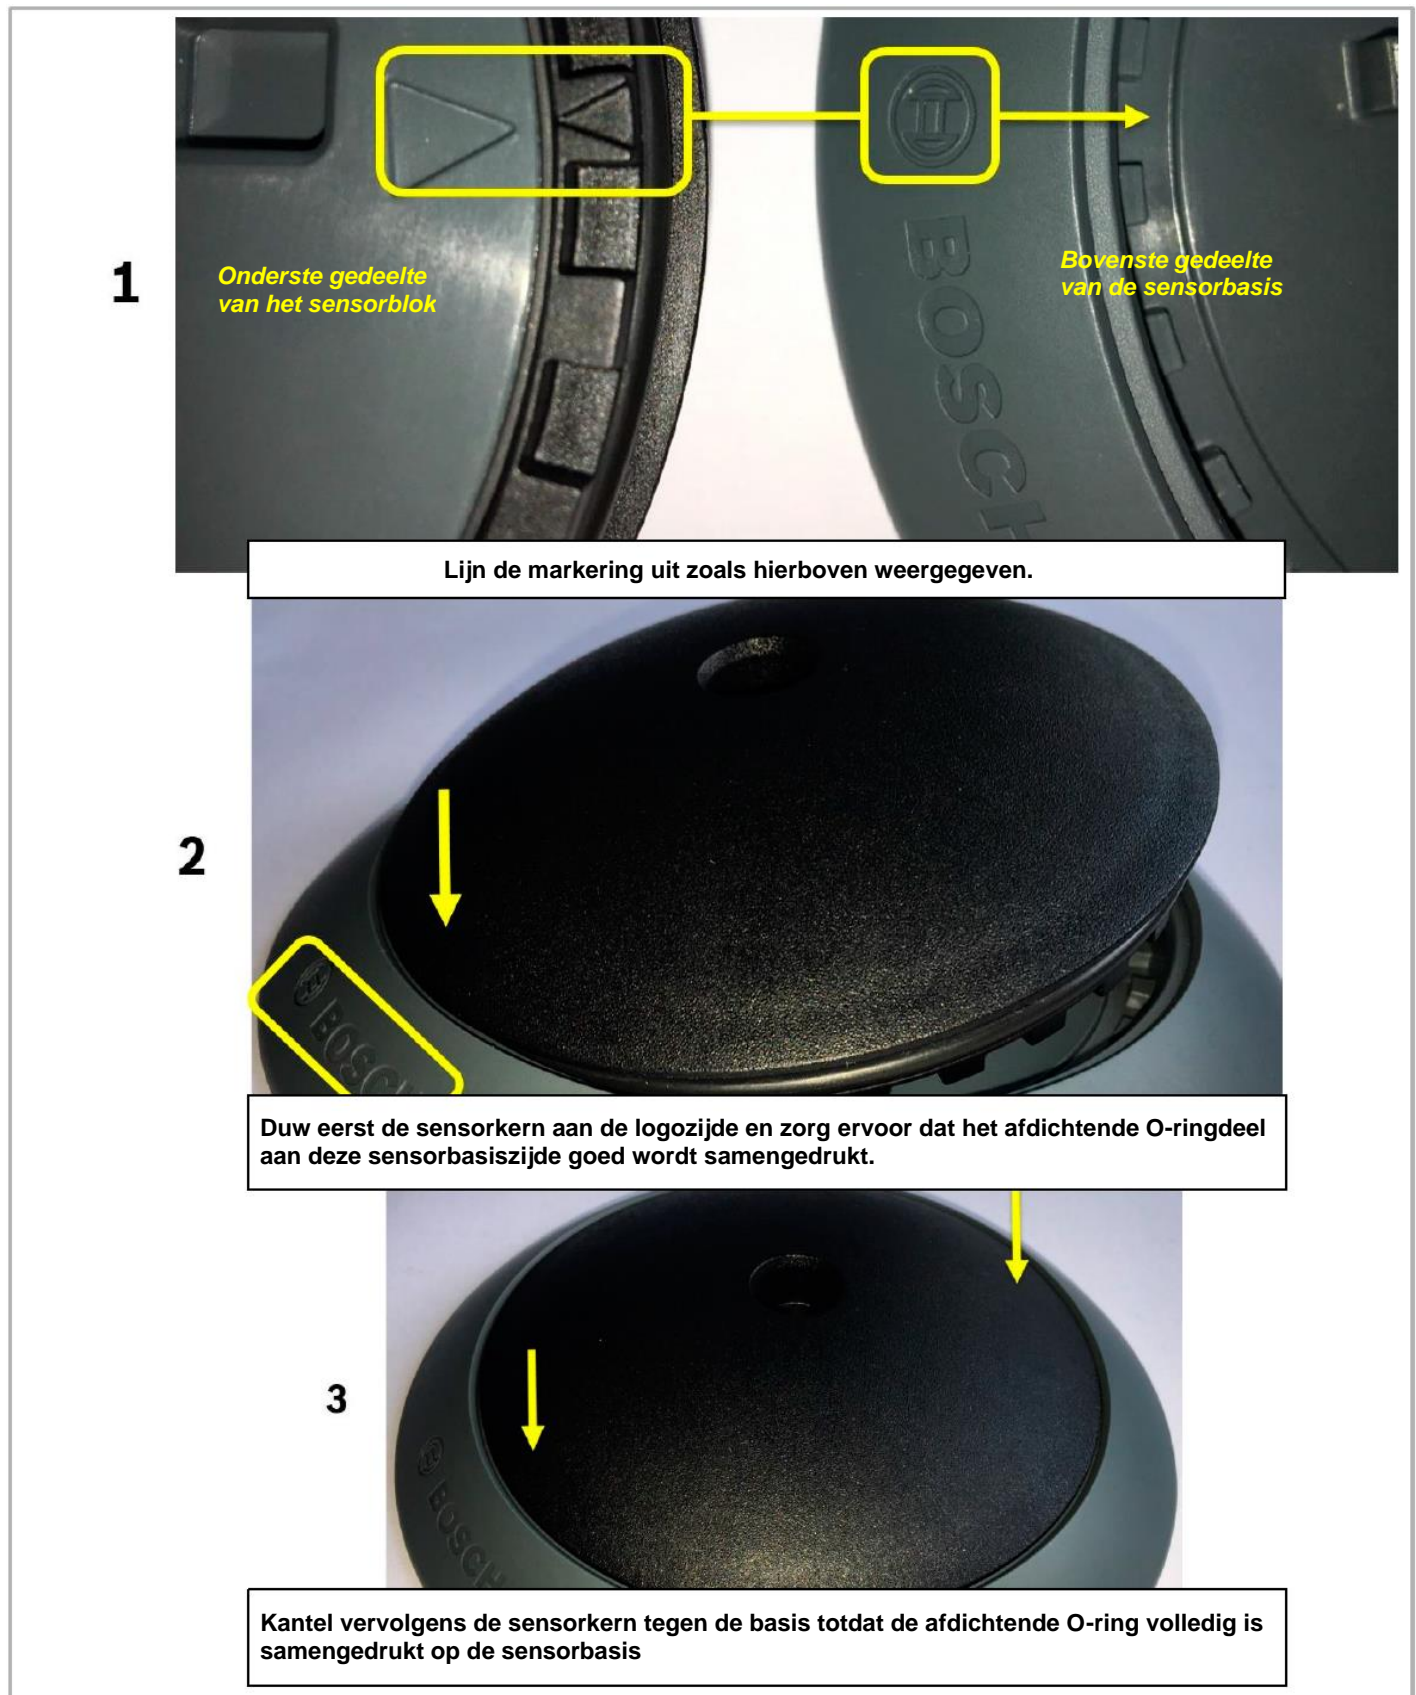 1
Onderste gedeelte
van het sensorblok
Bovenste gedeelte
van de sensorbasis
BOSCH
Lijn de markering uit zoals hierboven weergegeven.
2
BOSCH
Duw eerst de sensorkern aan de logozijde en zorg ervoor dat het afdichtende O-ringdeel
aan deze sensorbasiszijde goed wordt samengedrukt.
3
BOSCH
Kantel vervolgens de sensorkern tegen de basis totdat de afdichtende O-ring volledig is
samengedrukt op de sensorbasis